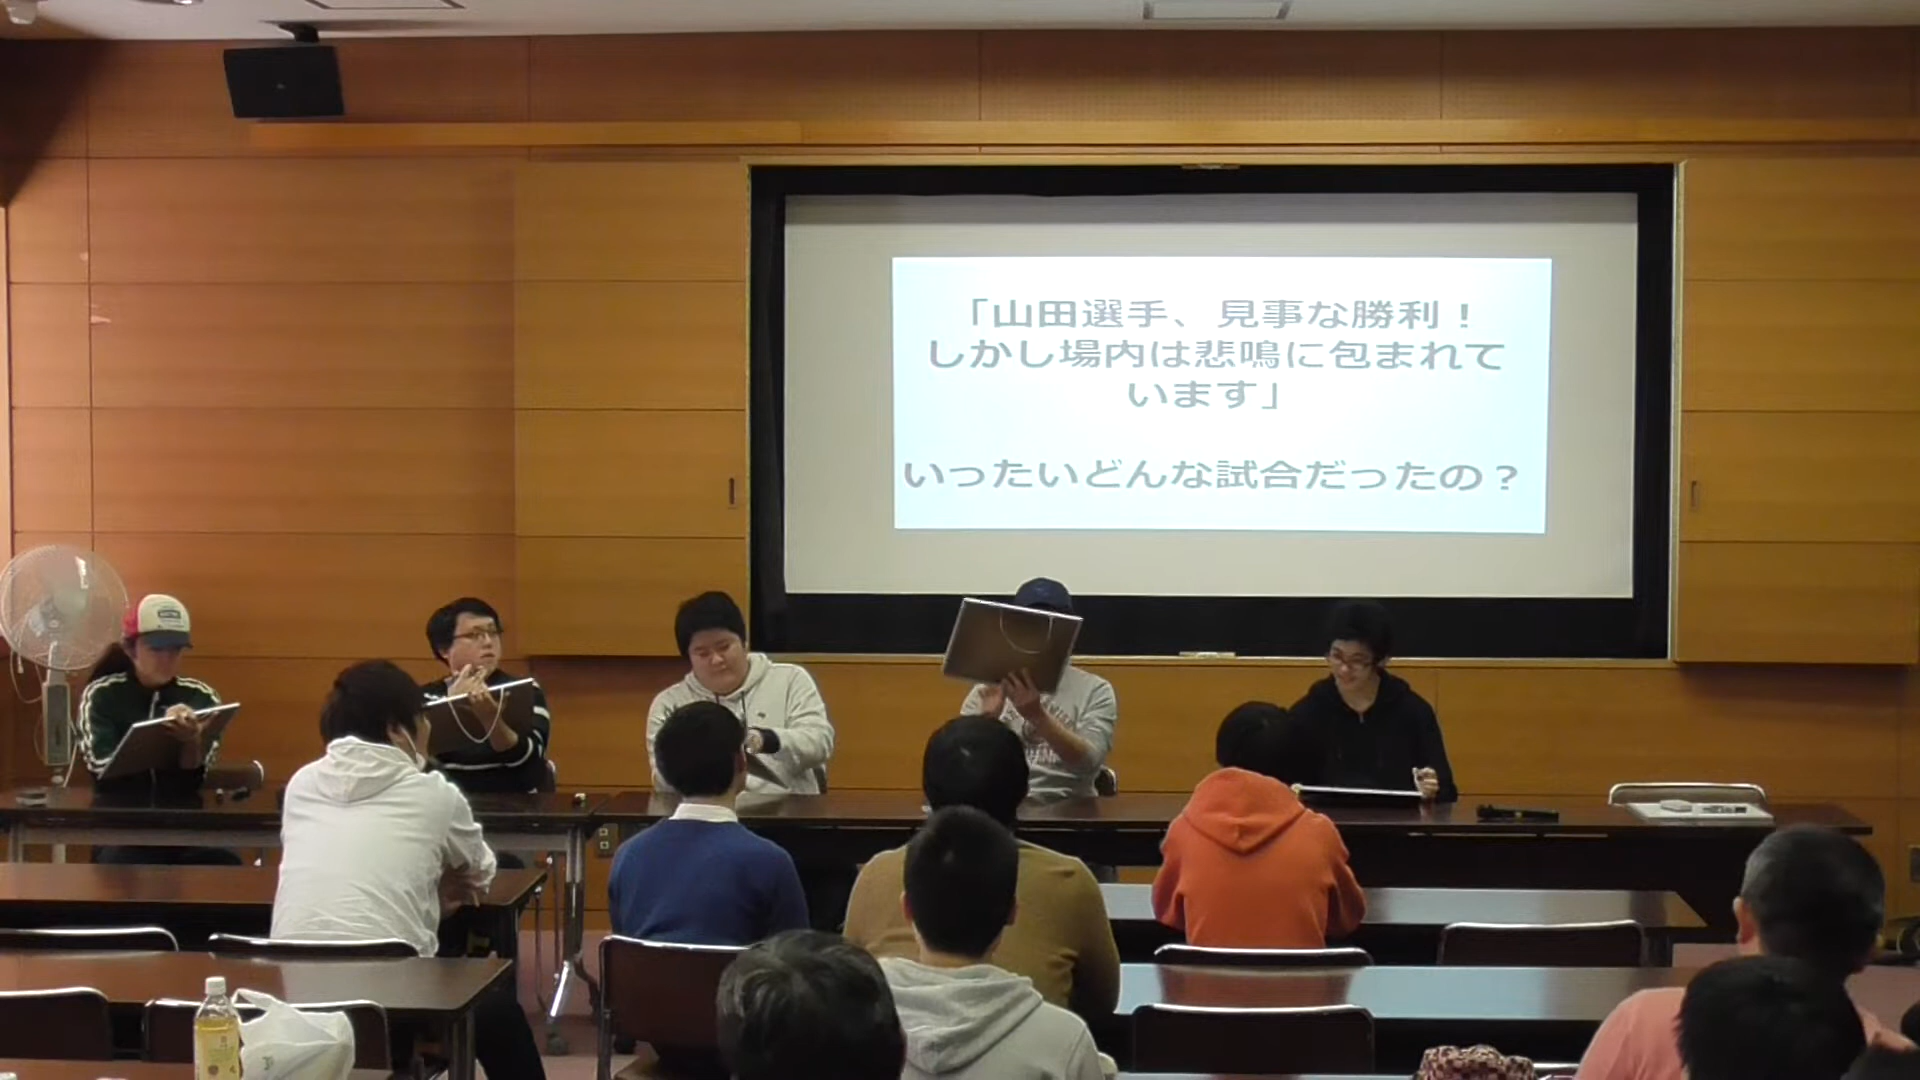 「山田選手、見事な勝利！
しかし場内は悲鳴に包まれて
います」
いったいどんな試合だったの？